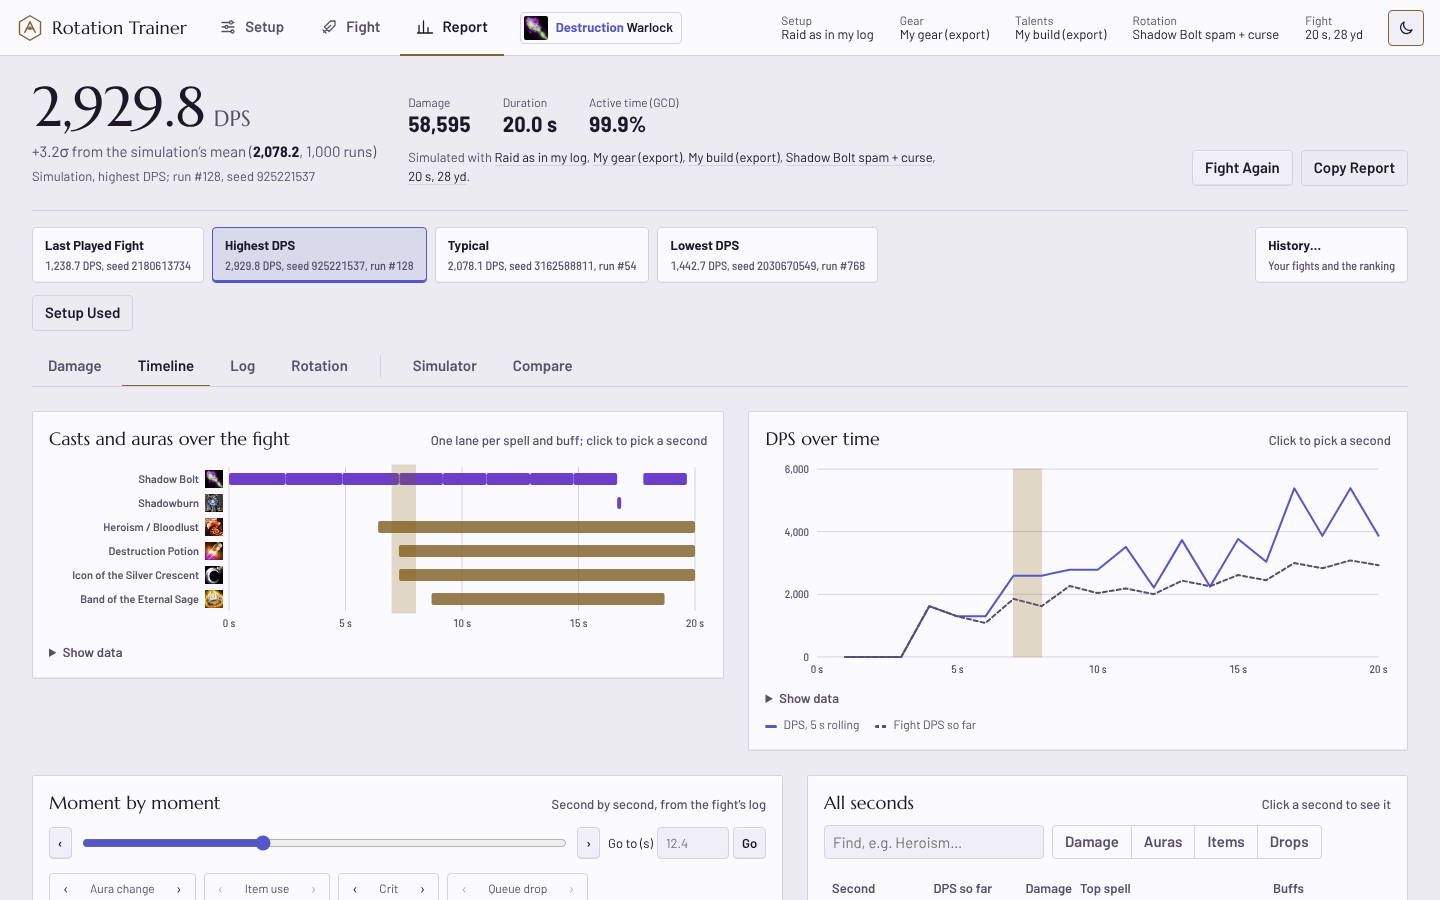 Rotation Trainer
Setup
Fight
Report
Destruction Warlock
Setup
Raid as in my log
Gear
My gear (export)
Talents
My build (export)
Rotation
Shadow Bolt spam + curse
Fight
20 s, 28 yd
2,929.8 DPS
+3.2σ from the simulation's mean (2,078.2, 1,000 runs)
Simulation, highest DPS; run #128, seed 925221537
Damage
58,595
Duration
20.0 s
Active time (GCD)
99.9%
Simulated with Raid as in my log, My gear (export), My build (export), Shadow Bolt spam + curse,
20 s, 28 yd.
Fight Again
Copy Report
Last Played Fight
1,238.7 DPS, seed 2180613734
Highest DPS
2,929.8 DPS, seed 925221537, run #128
Typical
2,078.1 DPS, seed 3162588811, run #54
Lowest DPS
1,442.7 DPS, seed 2030670549, run #768
History...
Your fights and the ranking
Setup Used
Damage
Timeline
Log
Rotation
Simulator
Compare
Casts and auras over the fight
One lane per spell and buff; click to pick a second
Shadow Bolt
Shadowburn
Heroism / Bloodlust
Destruction Potion
Icon of the Silver Crescent
Band of the Eternal Sage
0 s 5 s 10 s 15 s 20 s
▶ Show data
DPS over time
Click to pick a second
6,000
4,000
2,000
0
0 s 5 s 10 s 15 s 20 s
▶ Show data
DPS, 5 s rolling
Fight DPS so far
Moment by moment
Second by second, from the fight's log
‹
›
Go to (s)
12.4
Go
‹ Aura change ›
‹ Item use ›
‹ Crit ›
‹ Queue drop ›
All seconds
Click a second to see it
Find, e.g. Heroism...
Damage
Auras
Items
Drops
Second DPS so far Damage Top spell Buffs